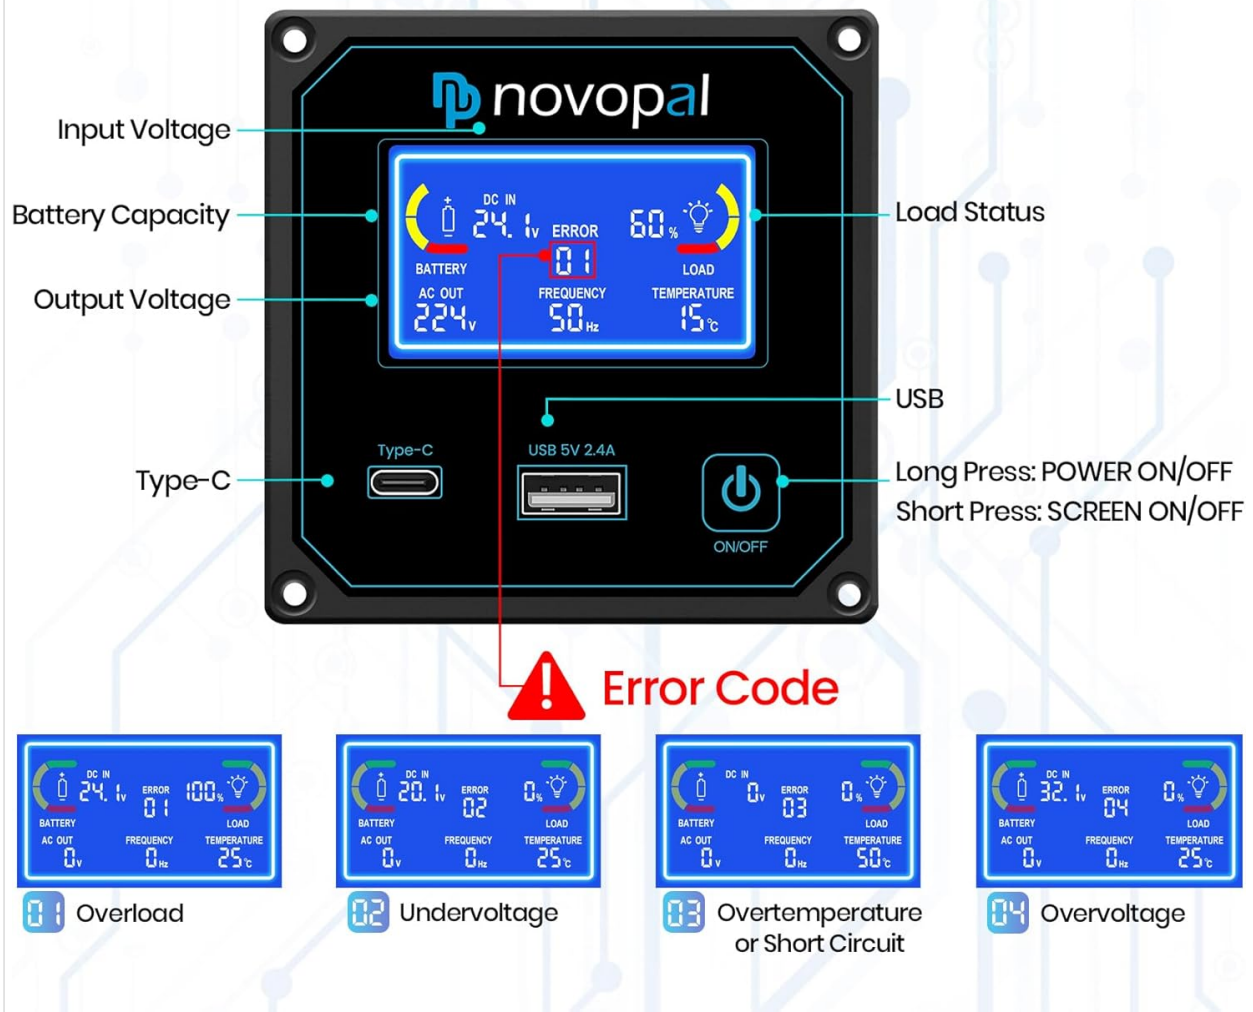 novopal
Input Voltage
Battery Capacity
Output Voltage
Type-C
DC IN
24.1v
ERROR
01
60%
BATTERY
LOAD
AC OUT
224v
FREQUENCY
50Hz
TEMPERATURE
15°C
Load Status
USB
Long Press: POWER ON/OFF
Short Press: SCREEN ON/OFF
Type-C
USB 5V 2.4A
ON/OFF
Error Code
DC IN
24.1v
ERROR
01
100%
BATTERY
LOAD
AC OUT
0v
FREQUENCY
0Hz
TEMPERATURE
25°C
01 Overload
DC IN
20.1v
ERROR
02
0%
BATTERY
LOAD
AC OUT
0v
FREQUENCY
0Hz
TEMPERATURE
25°C
02 Undervoltage
DC IN
0v
ERROR
03
0%
BATTERY
LOAD
AC OUT
0v
FREQUENCY
0Hz
TEMPERATURE
50°C
03 Overtemperature
or Short Circuit
DC IN
32.1v
ERROR
04
0%
BATTERY
LOAD
AC OUT
0v
FREQUENCY
0Hz
TEMPERATURE
25°C
04 Overvoltage